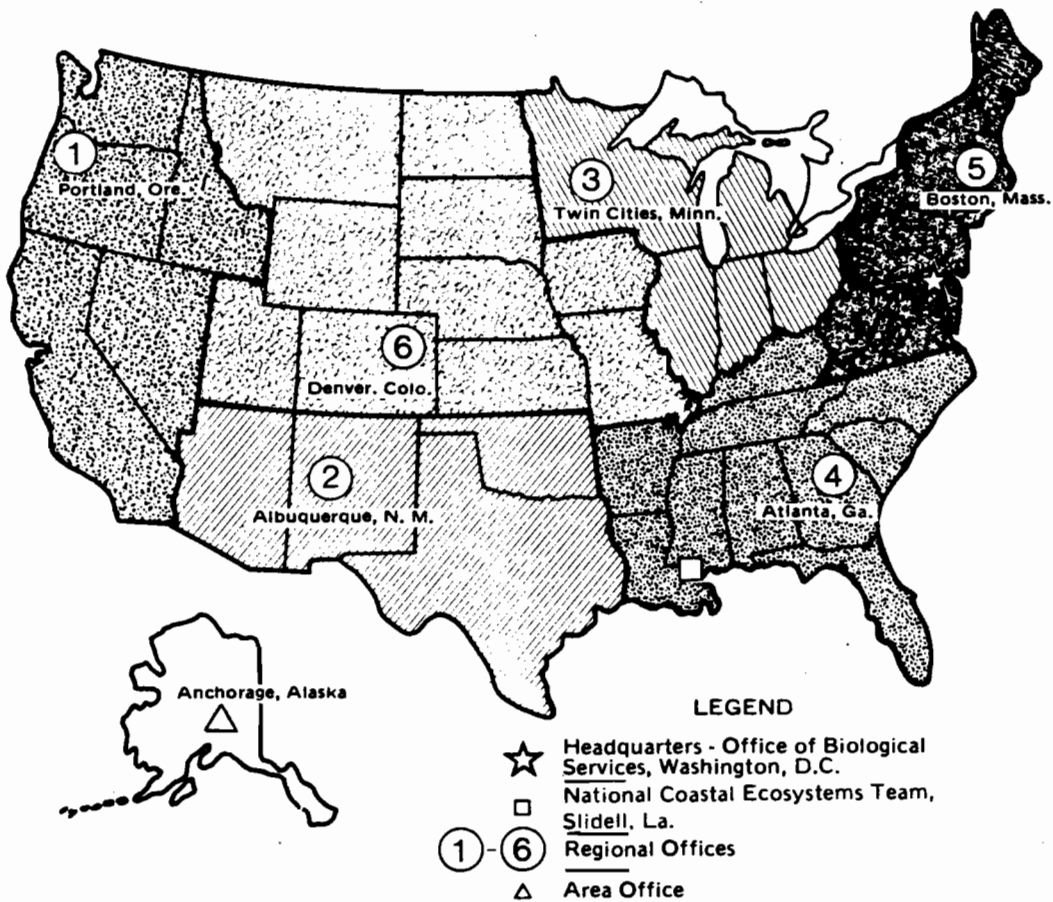 1
Portland, Ore.
3
Twin Cities, Minn.
5
Boston, Mass.
6
Denver. Colo.
2
Albuquerque, N. M.
4
Atlanta, Ga.
Anchorage, Alaska
LEGEND
Headquarters - Office of Biological
Services, Washington, D.C.
National Coastal Ecosystems Team,
Slidell, La.
1 - 6 Regional Offices
Area Office